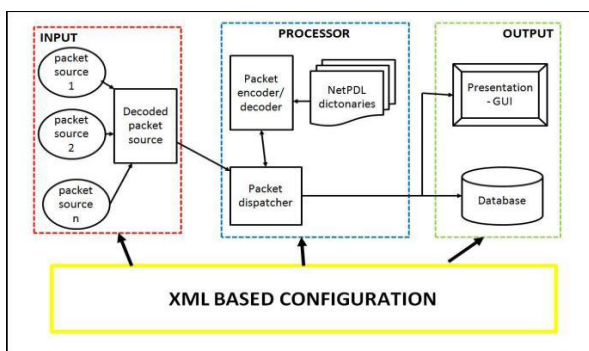 INPUT
packet
source
1
packet
source
2
packet
source
n
Decoded
packet
source
PROCESSOR
Packet
encoder/
decoder
NetPDL
dictonaries
Packet
dispatcher
OUTPUT
Presentation
- GUI
Database
XML BASED CONFIGURATION